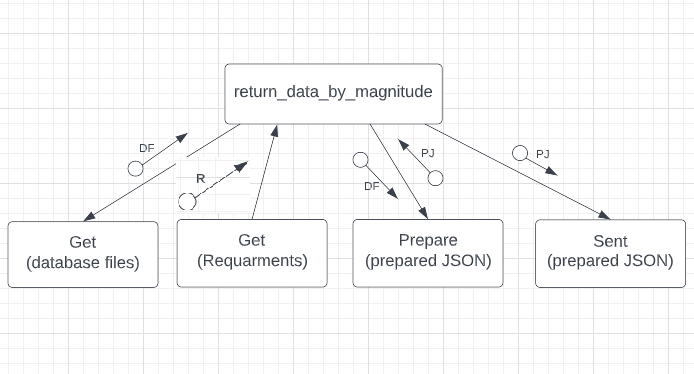 return_data_by_magnitude
DF
R
DF
PJ
PJ
Get
(database files)
Get
(Requarments)
Prepare
(prepared JSON)
Sent
(prepared JSON)